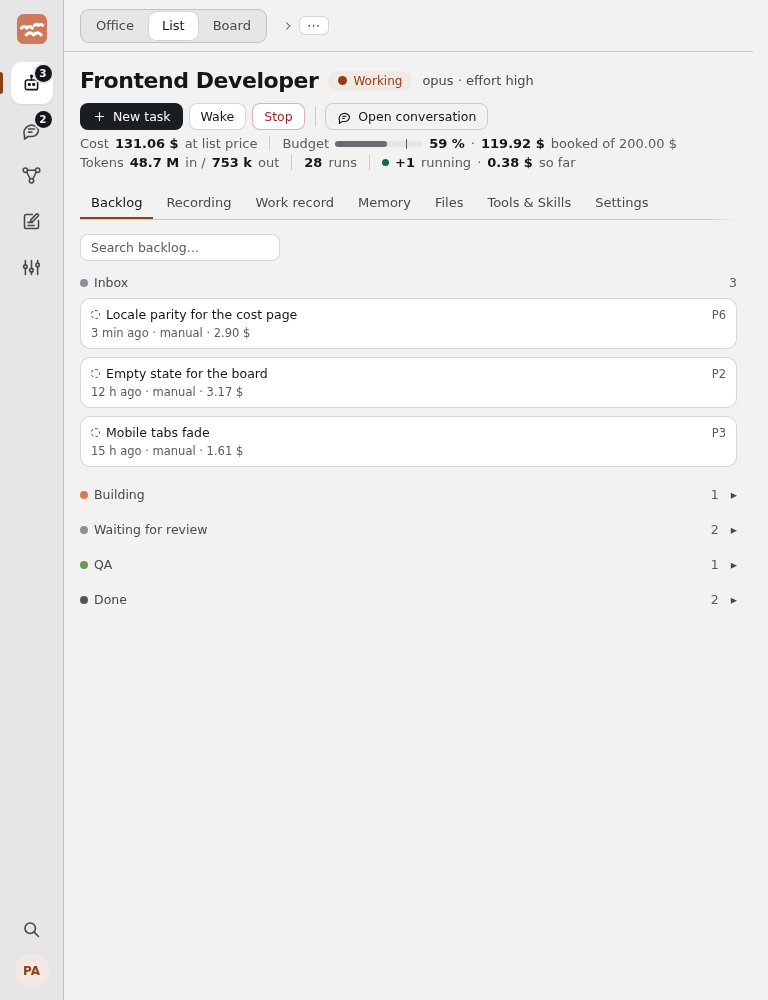 Office List Board > ···
3
2
Frontend Developer Working opus · effort high
+ New task Wake Stop Open conversation
Cost 131.06 $ at list price Budget 59 % · 119.92 $ booked of 200.00 $
Tokens 48.7 M in / 753 k out 28 runs +1 running · 0.38 $ so far
Backlog Recording Work record Memory Files Tools & Skills Settings
Search backlog...
Inbox 3
Locale parity for the cost page P6
3 min ago · manual · 2.90 $
Empty state for the board P2
12 h ago · manual · 3.17 $
Mobile tabs fade P3
15 h ago · manual · 1.61 $
Building 1 ▸
Waiting for review 2 ▸
QA 1 ▸
Done 2 ▸
PA